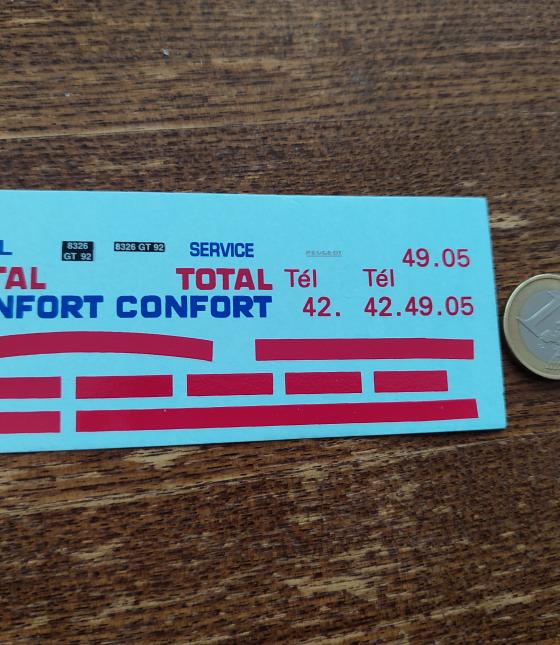 L
8326
GT 92
8326 GT 92
SERVICE
PEUGEOT
49.05
TAL
TOTAL
Tél
Tél
NFORT CONFORT
42.
42.49.05
1